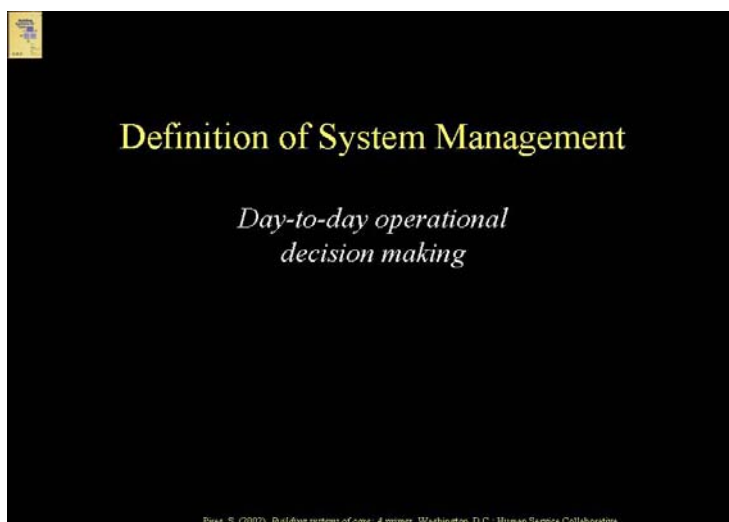 Definition of System Management
Day-to-day operational
decision making
Pires, S. (2002). Building systems of care: A primer. Washington, D.C.: Human Service Collaborative.